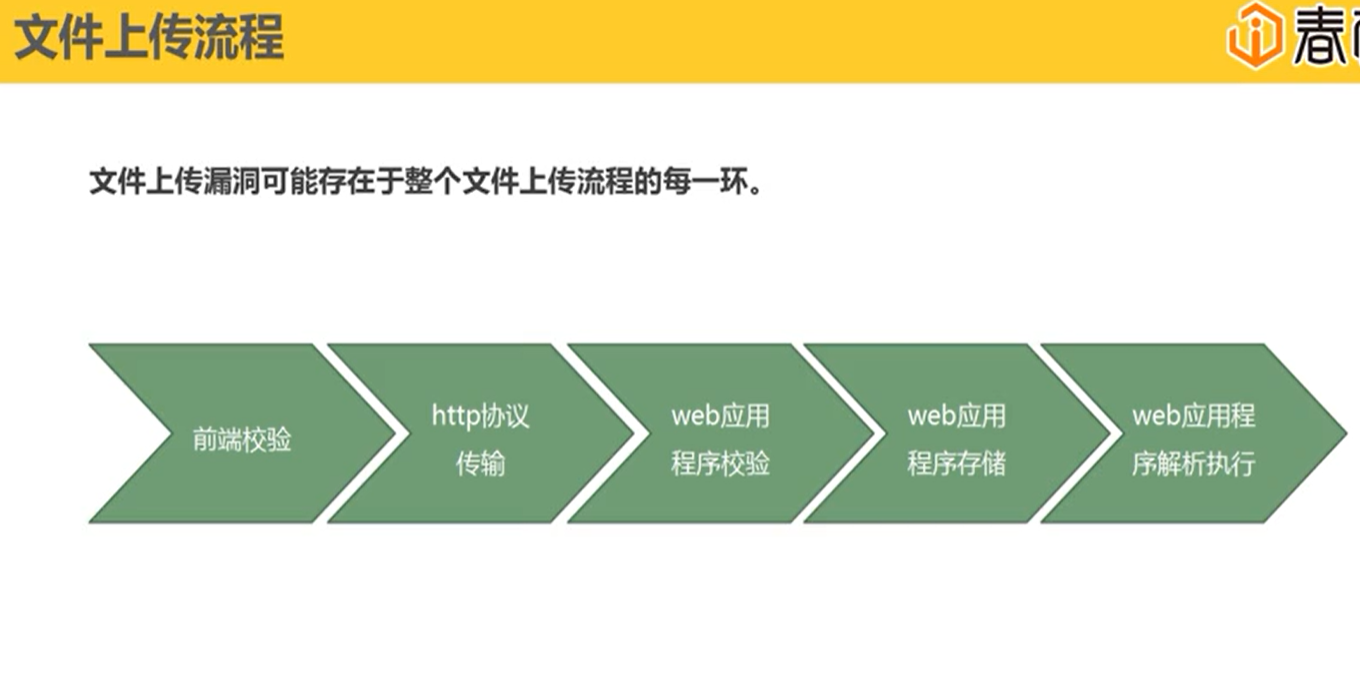 文件上传流程
春
文件上传漏洞可能存在于整个文件上传流程的每一环。
前端校验
http协议
传输
web应用
程序校验
web应用
程序存储
web应用程
序解析执行